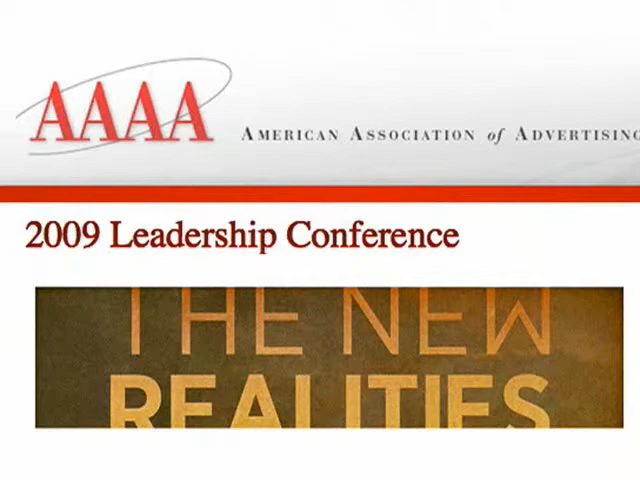 AAAA
AMERICAN ASSOCIATION of ADVERTISING
2009 Leadership Conference
THE NEW
REALITIES